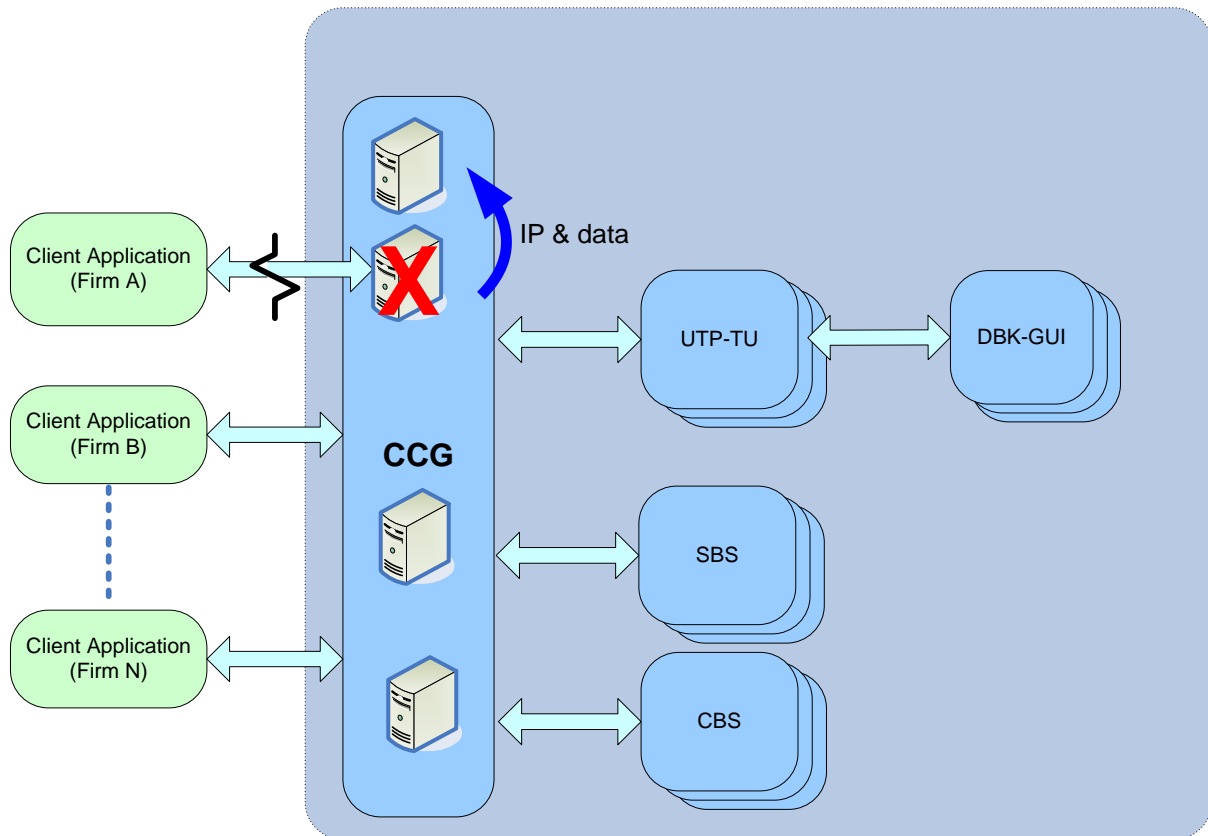 IP & data
Client Application
(Firm A)
UTP-TU
DBK-GUI
Client Application
(Firm B)
CCG
SBS
Client Application
(Firm N)
CBS